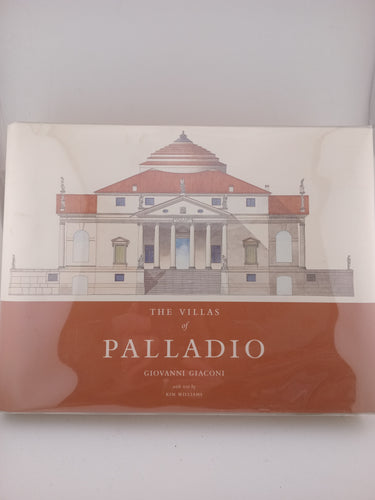 THE VILLAS
of
PALLADIO
GIOVANNI GIACONI
with text by
KIM WILLIAMS